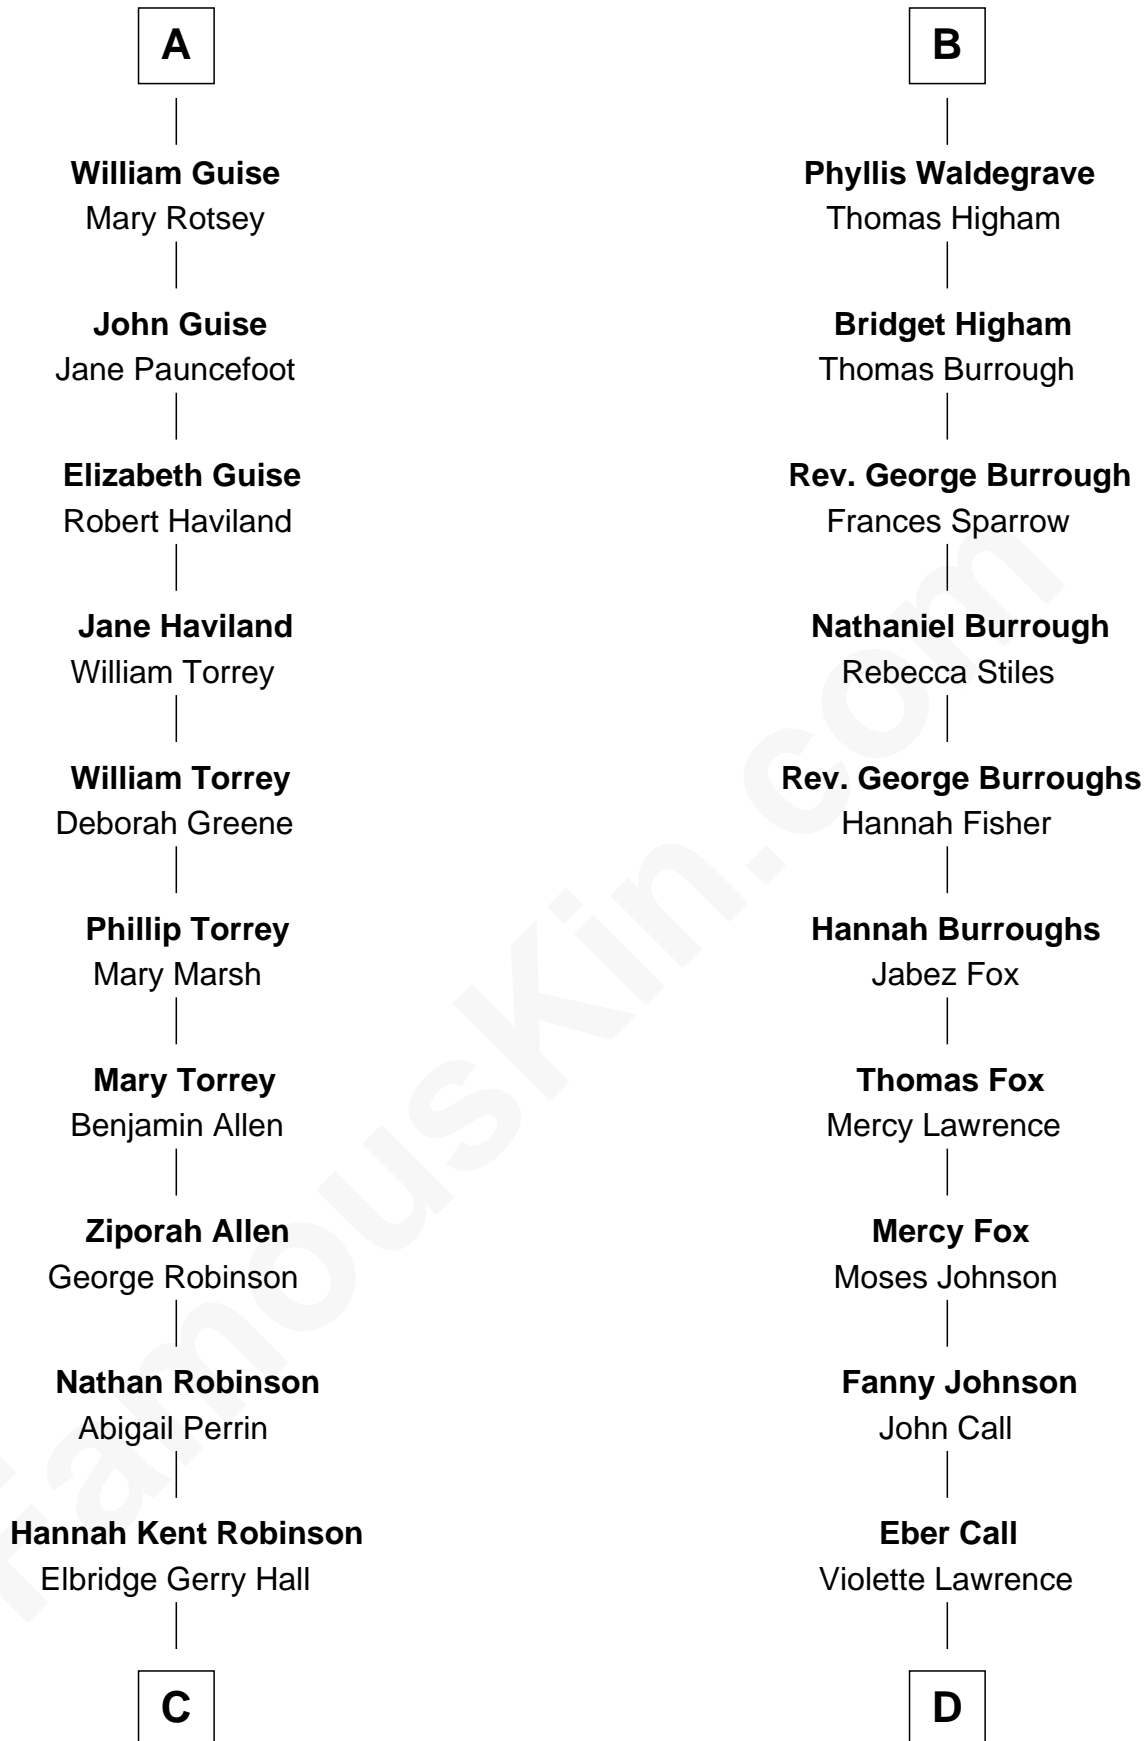 A
William Guise
Mary Rotsey
John Guise
Jane Pauncefoot
Elizabeth Guise
Robert Haviland
Jane Haviland
William Torrey
William Torrey
Deborah Greene
Phillip Torrey
Mary Marsh
Mary Torrey
Benjamin Allen
Ziporah Allen
George Robinson
Nathan Robinson
Abigail Perrin
Hannah Kent Robinson
Elbridge Gerry Hall
C
B
Phyllis Waldegrave
Thomas Higham
Bridget Higham
Thomas Burrough
Rev. George Burrough
Frances Sparrow
Nathaniel Burrough
Rebecca Stiles
Rev. George Burroughs
Hannah Fisher
Hannah Burroughs
Jabez Fox
Thomas Fox
Mercy Lawrence
Mercy Fox
Moses Johnson
Fanny Johnson
John Call
Eber Call
Violette Lawrence
D
famouskin.com